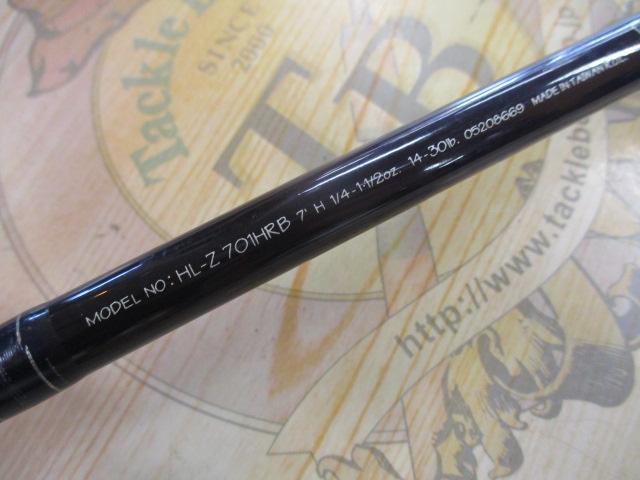 Tackle B
SINCE
2000
TB
MODEL NO : HL-Z 701HRB 7' H 1/4-1·1/2oz. 14-30lb. 05208669 MADE IN TAIWAN R.O.C.
http://www.tackleb
.jp